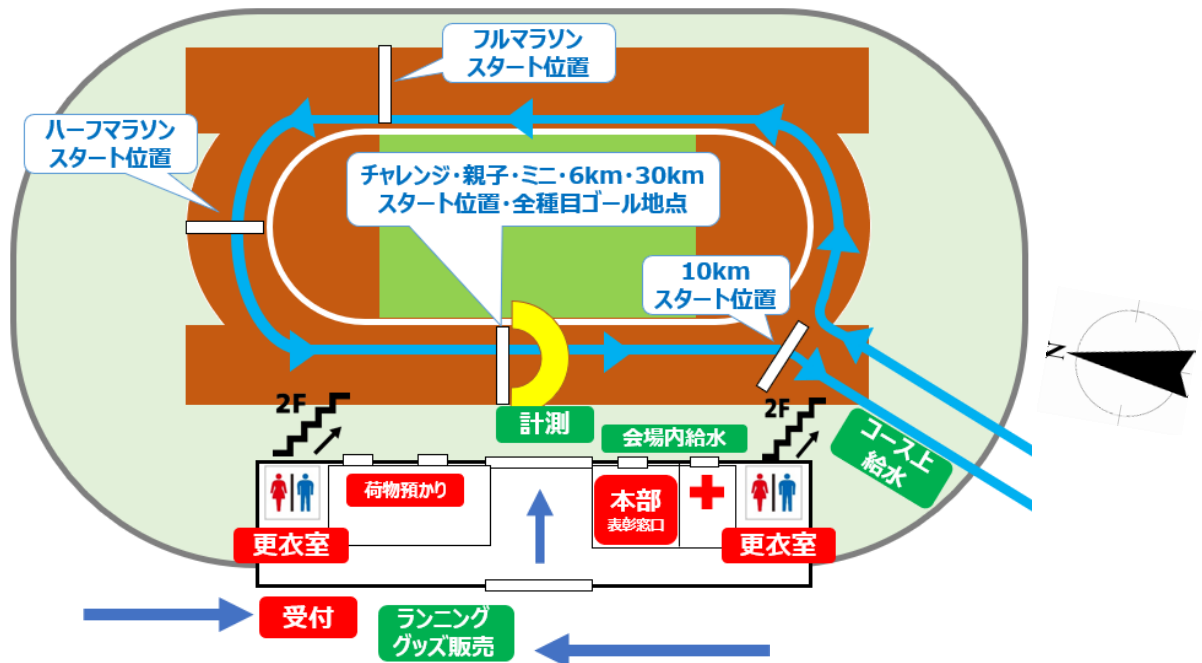 フルマラソン
スタート位置
ハーフマラソン
スタート位置
チャレンジ・親子・ミニ・6km・30km
スタート位置・全種目ゴール地点
10km
スタート位置
N
2F
計測
2F
会場内給水
コース上
給水
荷物預かり
本部
表彰窓口
更衣室
更衣室
受付
ランニング
グッズ販売